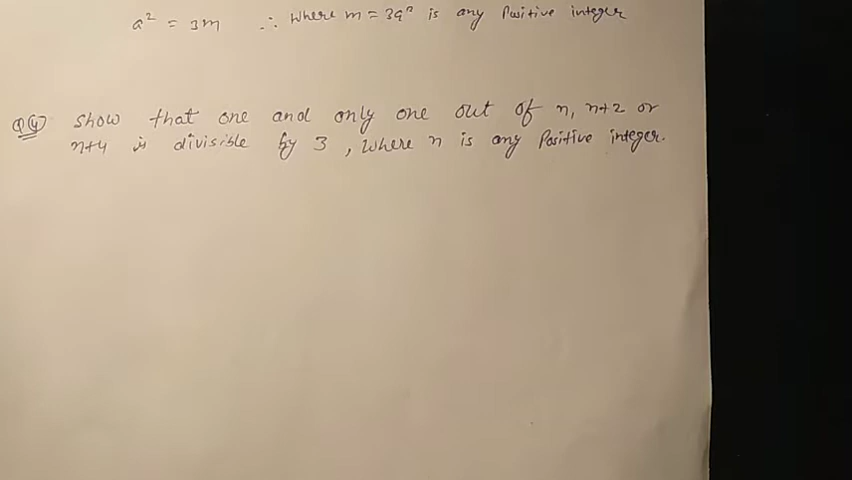 a² = 3m ∴ where m = 3q² is any Positive integer
Q4 show that one and only one out of n, n+2 or
n+4 is divisible by 3, where n is any Positive integer.